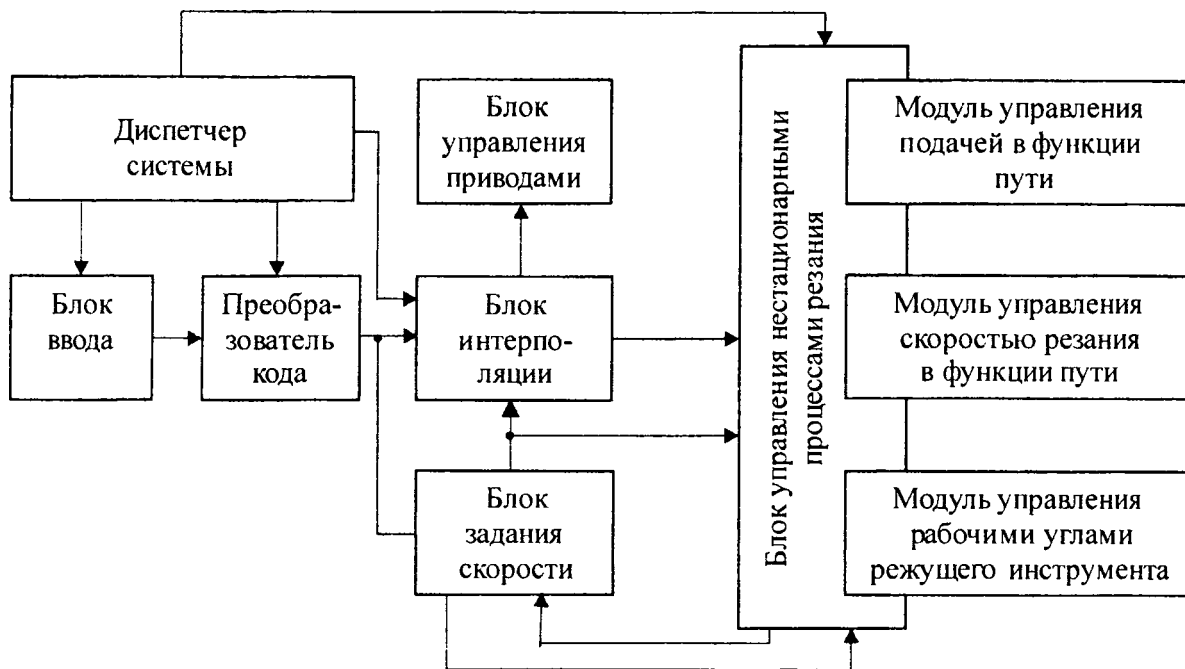 Диспетчер
системы
Блок
управления
приводами
Модуль управления
подачей в функции
пути
Блок
ввода
Преобра-
зователь
кода
Блок
интерпо-
ляции
Блок управления нестационарными
процессами резания
Модуль управления
скоростью резания
в функции пути
Блок
задания
скорости
Модуль управления
рабочими углами
режущего инструмента